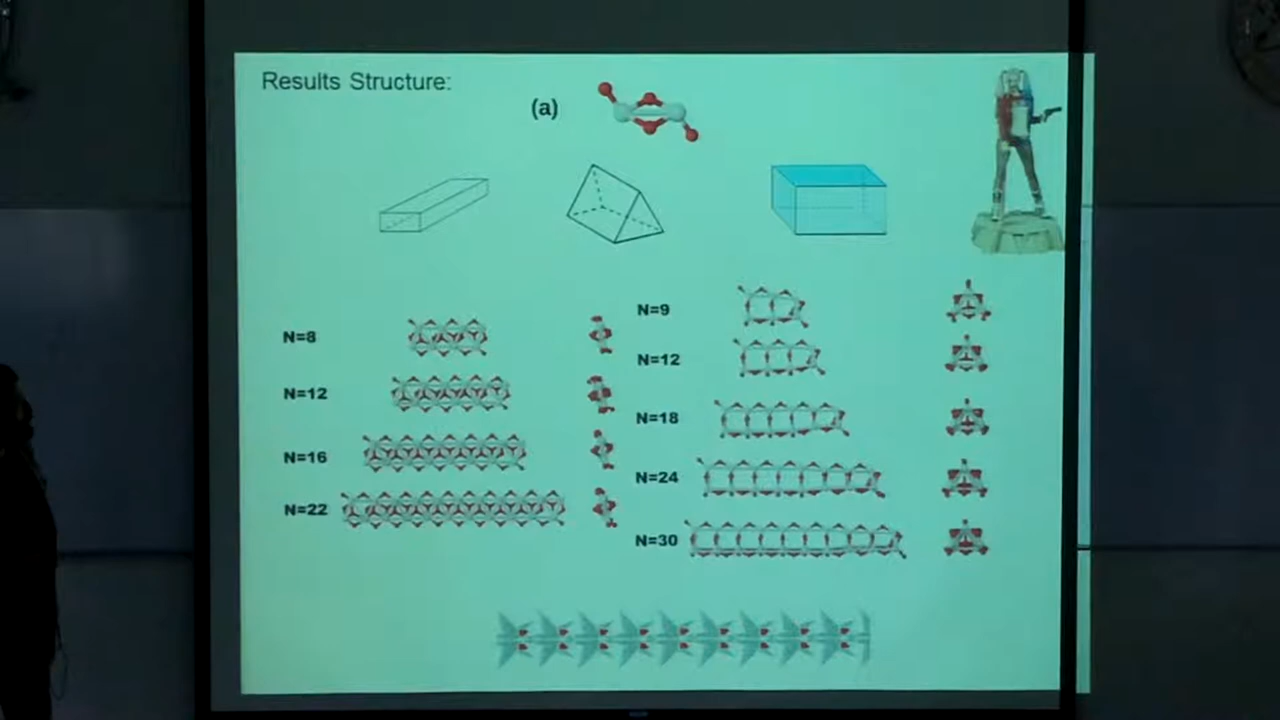 Results Structure:
(a)
N=8
N=12
N=16
N=22
N=9
N=12
N=18
N=24
N=30